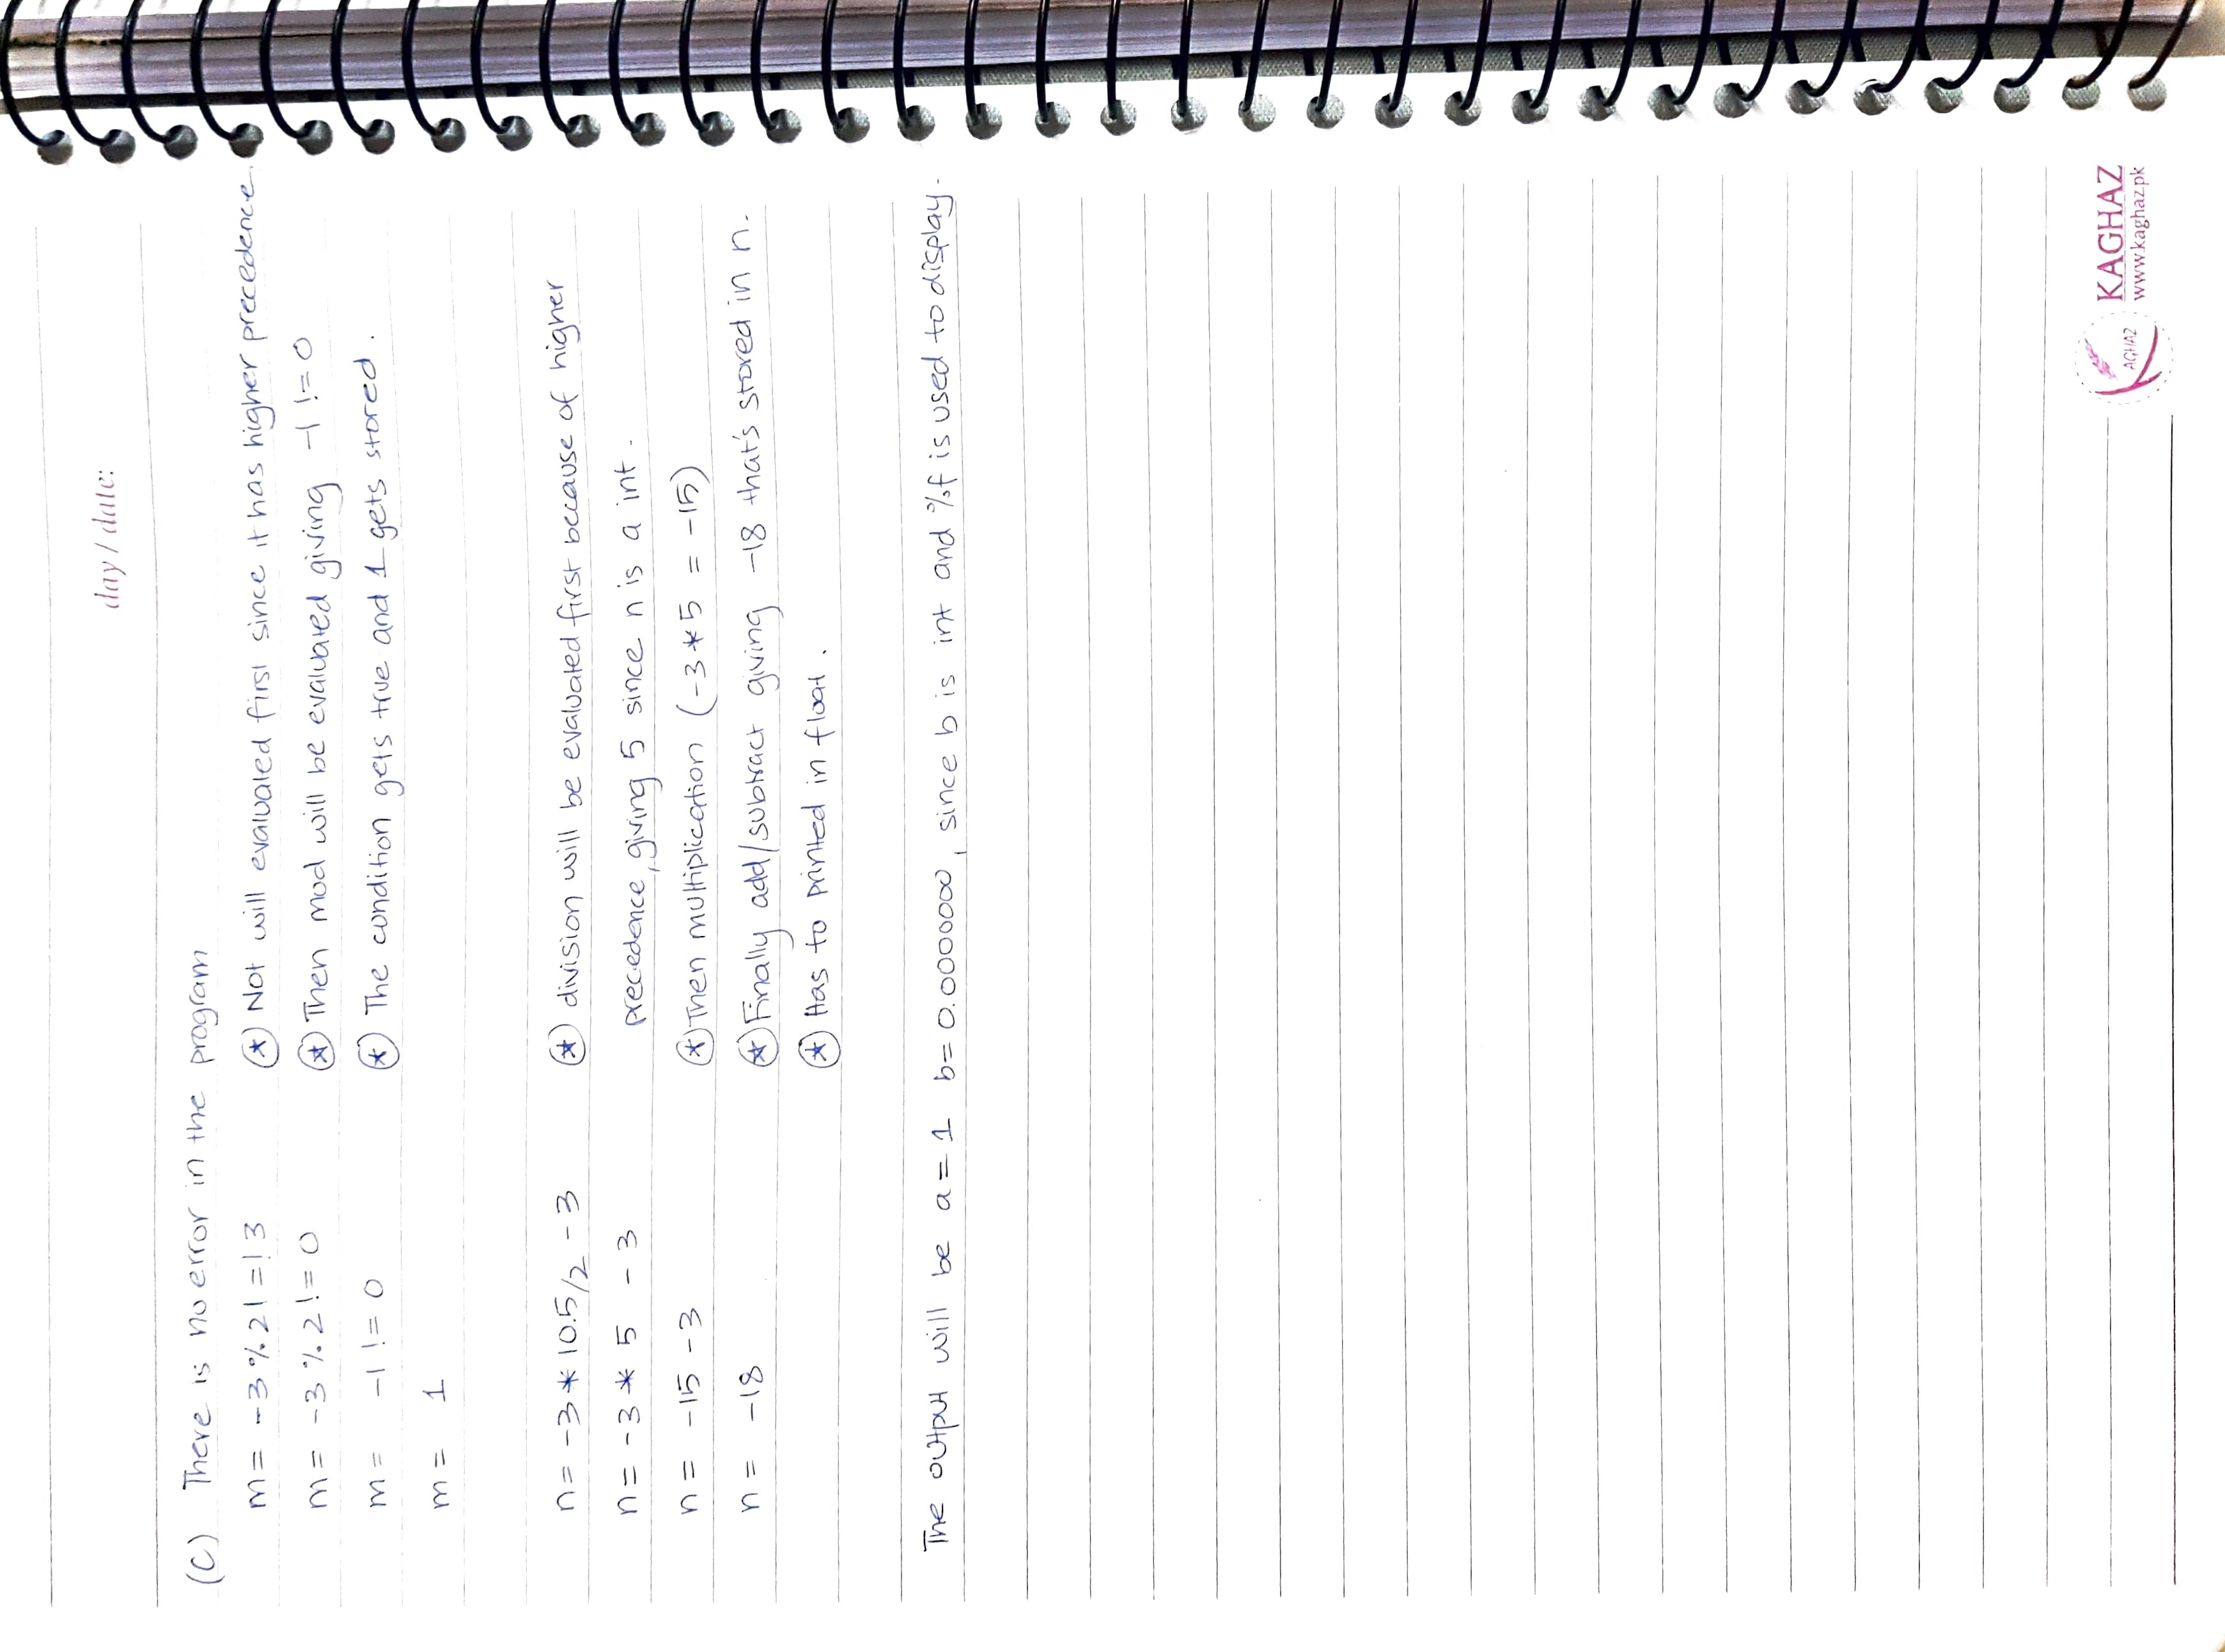 day/date:
(C) There is no error in the program
m = -3 % 2 ! = ! 3 * Not will evaluated first since it has higher precedence.
m = -3 % 2 ! = 0 * Then mod will be evaluated giving -1 != 0
m = -1 != 0 * The condition gets true and 1 gets stored.
m = 1
n = -3 * 10.5/2 - 3 * division will be evaluated first because of higher
n = -3 * 5 - 3 precedence, giving 5 since n is a int.
n = -15 - 3 * Then multiplication (-3 * 5 = -15)
n = -18 * Finally add/subtract giving -18 that's stored in n.
* Has to printed in float.
The output will be a = 1 b = 0.0000000, since b is int and %f is used to display.
AGHAZ
KAGHAZ
www.kaghaz.pk